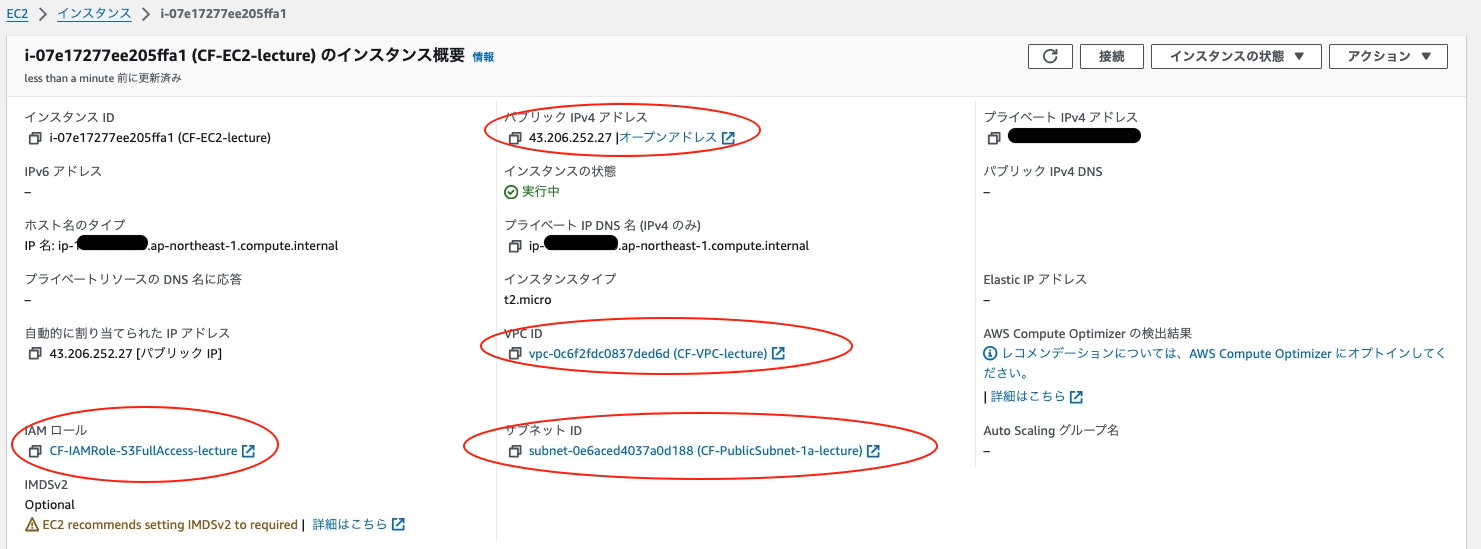 EC2 > インスタンス > i-07e17277ee205ffa1
i-07e17277ee205ffa1 (CF-EC2-lecture) のインスタンス概要 情報
less than a minute 前に更新済み
接続
インスタンスの状態 ▼
アクション ▼
インスタンス ID
i-07e17277ee205ffa1 (CF-EC2-lecture)
パブリック IPv4 アドレス
43.206.252.27 |オープンアドレス
プライベート IPv4 アドレス
IPv6 アドレス
–
インスタンスの状態
実行中
パブリック IPv4 DNS
–
ホスト名のタイプ
IP 名: ip-1 .ap-northeast-1.compute.internal
プライベート IP DNS 名 (IPv4 のみ)
ip- .ap-northeast-1.compute.internal
プライベートリソースの DNS 名に応答
–
インスタンスタイプ
t2.micro
Elastic IP アドレス
–
自動的に割り当てられた IP アドレス
43.206.252.27 [パブリック IP]
VPC ID
vpc-0c6f2fdc0837ded6d (CF-VPC-lecture)
AWS Compute Optimizer の検出結果
レコメンデーションについては、AWS Compute Optimizer にオプトインしてく
ださい。
| 詳細はこちら
IAM ロール
CF-IAMRole-S3FullAccess-lecture
サブネット ID
subnet-0e6aced4037a0d188 (CF-PublicSubnet-1a-lecture)
Auto Scaling グループ名
–
IMDSv2
Optional
EC2 recommends setting IMDSv2 to required | 詳細はこちら